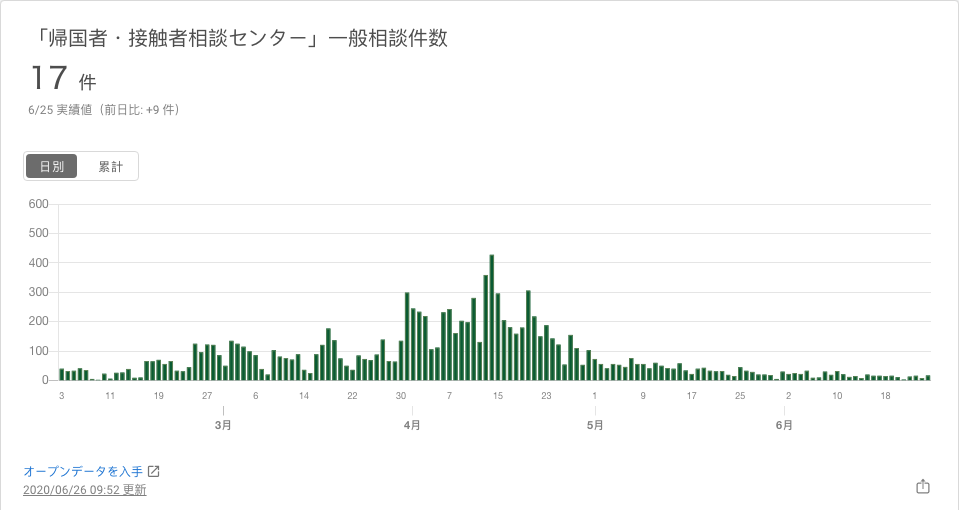 「帰国者・接触者相談センター」一般相談件数
17 件
6/25 実績値（前日比: +9 件）
日別 累計
600
500
400
300
200
100
0
3 11 19 27 6 14 22 30 7 15 23 1 9 17 25 2 10 18
3月 4月 5月 6月
オープンデータを入手
2020/06/26 09:52 更新